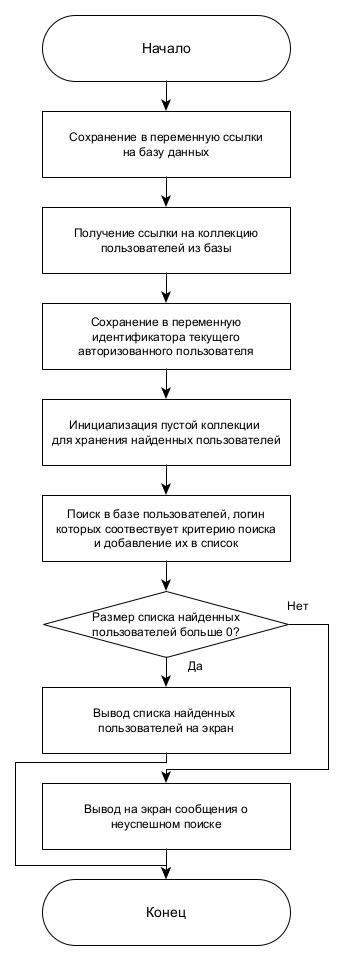 Начало
Сохранение в переменную ссылки
на базу данных
Получение ссылки на коллекцию
пользователей из базы
Сохранение в переменную
идентификатора текущего
авторизованного пользователя
Инициализация пустой коллекции
для хранения найденных пользователей
Поиск в базе пользователей, логин
которых соотвествует критерию поиска
и добавление их в список
Размер списка найденных
пользователей больше 0?
Нет
Да
Вывод списка найденных
пользователей на экран
Вывод на экран сообщения о
неуспешном поиске
Конец